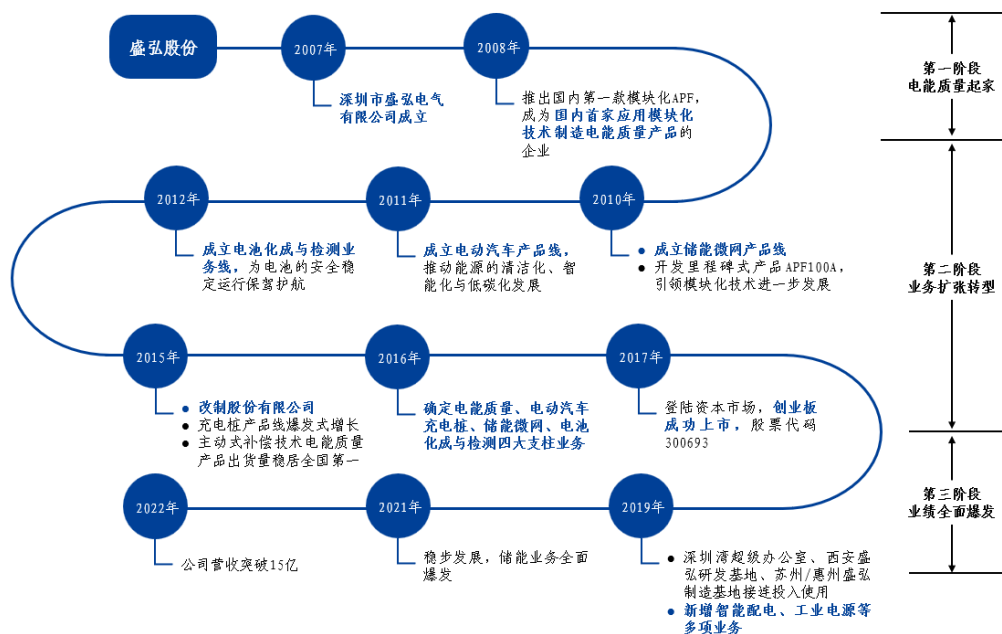 盛弘股份
2007年
深圳市盛弘电气
有限公司成立
2008年
推出国内第一款模块化APF,
成为国内首家应用模块化
技术制造电能质量产品的
企业
第一阶段
电能质量起家
2010年
● 成立储能微网产品线
● 开发里程碑式产品APF100A,
引领模块化技术进一步发展
2011年
成立电动汽车产品线,
推动能源的清洁化、智
能化与低碳化发展
2012年
成立电池化成与检测业
务线,为电池的安全稳
定运行保驾护航
第二阶段
业务扩张转型
2015年
● 改制股份有限公司
● 充电桩产品线爆发式增长
● 主动式补偿技术电能质量
产品出货量稳居全国第一
2016年
确定电能质量、电动汽车
充电桩、储能微网、电池
化成与检测四大支柱业务
2017年
登陆资本市场,创业板
成功上市,股票代码
300693
2019年
● 深圳湾超级办公室、西安盛
弘研发基地、苏州/惠州盛弘
制造基地接连投入使用
● 新增智能配电、工业电源等
多项业务
2021年
稳步发展,储能业务全面
爆发
2022年
公司营收突破15亿
第三阶段
业绩全面爆发